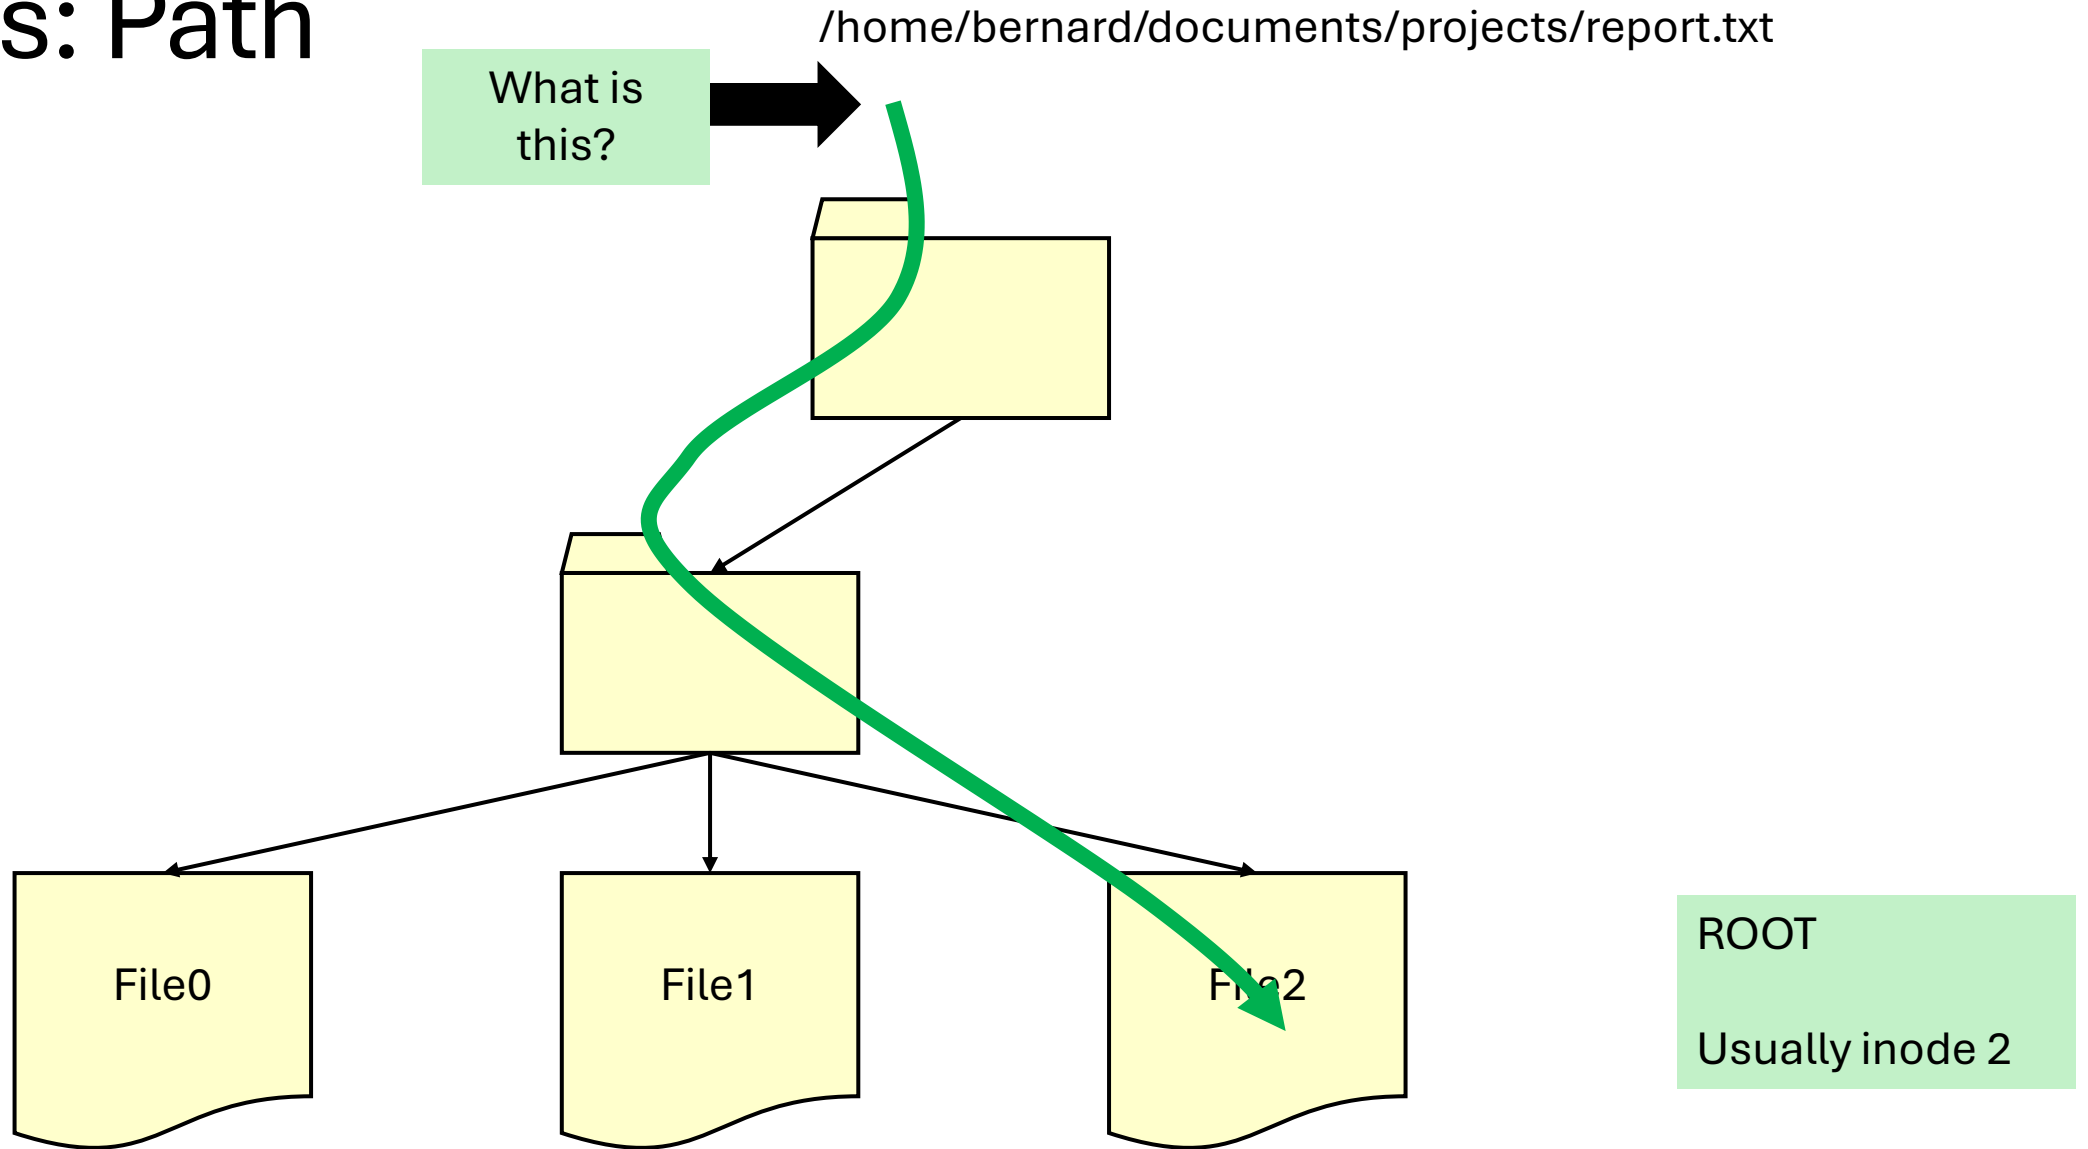 s: Path
/home/bernard/documents/projects/report.txt
What is
this?
File0
File1
File2
ROOT
Usually inode 2